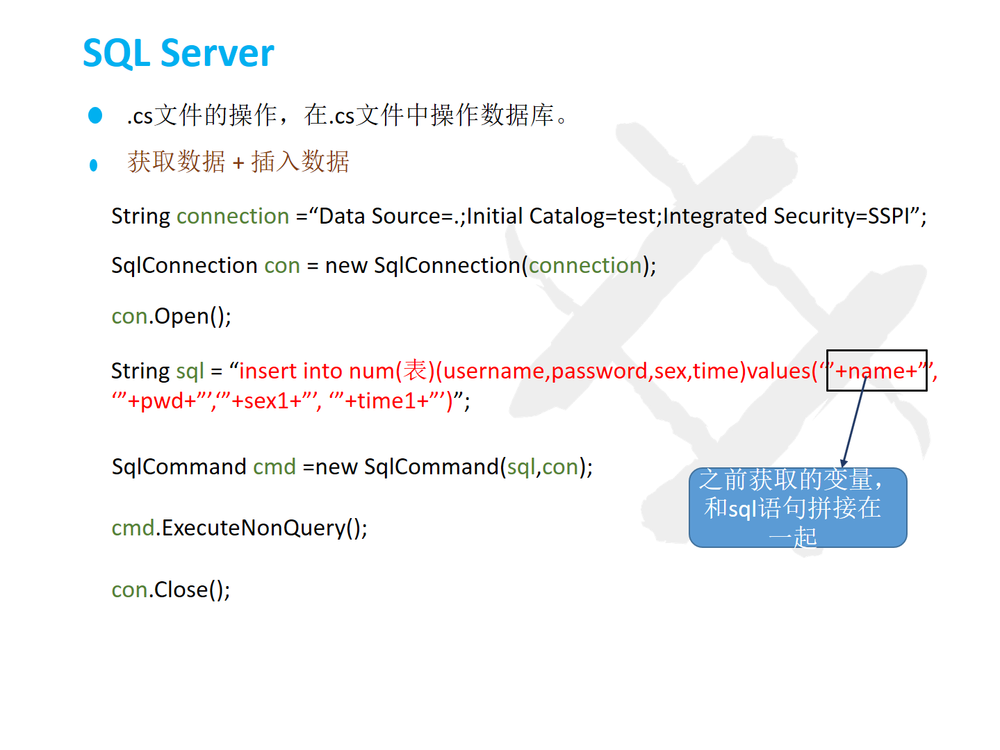 SQL Server
.cs文件的操作，在.cs文件中操作数据库。
获取数据 + 插入数据
String connection =“Data Source=.;Initial Catalog=test;Integrated Security=SSPI”;
SqlConnection con = new SqlConnection(connection);
con.Open();
String sql = “insert into num(表)(username,password,sex,time)values(‘”+name+”’,
‘”+pwd+”’,‘”+sex1+”’, ‘”+time1+”’)”;
SqlCommand cmd =new SqlCommand(sql,con);
之前获取的变量，
和sql语句拼接在
一起
cmd.ExecuteNonQuery();
con.Close();